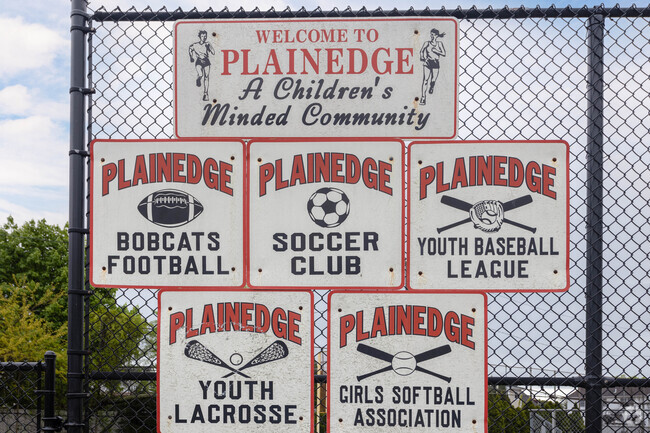 WELCOME TO
PLAINEDGE
A Children's
Minded Community
PLAINEDGE
BOBCATS
FOOTBALL
PLAINEDGE
SOCCER
CLUB
PLAINEDGE
YOUTH BASEBALL
LEAGUE
PLAINEDGE
YOUTH
LACROSSE
PLAINEDGE
GIRLS SOFTBALL
ASSOCIATION